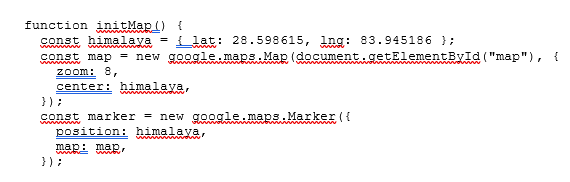 function initMap() {
const himalaya = { lat: 28.598615, lng: 83.945186 };
const map = new google.maps.Map(document.getElementById("map"), {
zoom: 8,
center: himalaya,
});
const marker = new google.maps.Marker({
position: himalaya,
map: map,
});